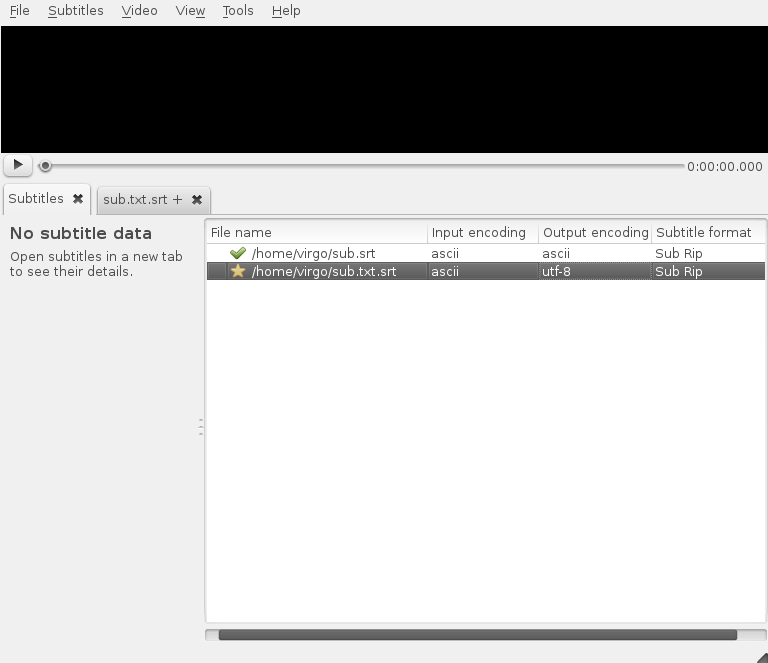 File Subtitles Video View Tools Help
0:00:00.000
Subtitles sub.txt.srt +
No subtitle data
Open subtitles in a new tab
to see their details.
File name Input encoding Output encoding Subtitle format
/home/virgo/sub.srt ascii ascii Sub Rip
/home/virgo/sub.txt.srt ascii utf-8 Sub Rip